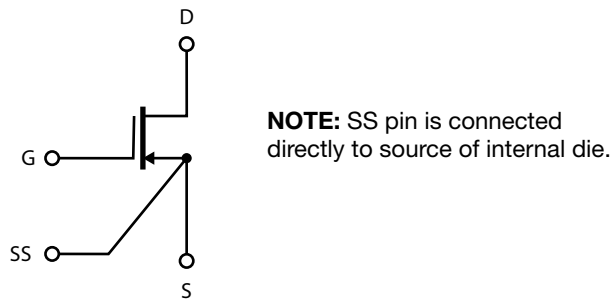 D
NOTE: SS pin is connected
directly to source of internal die.
G
SS
S